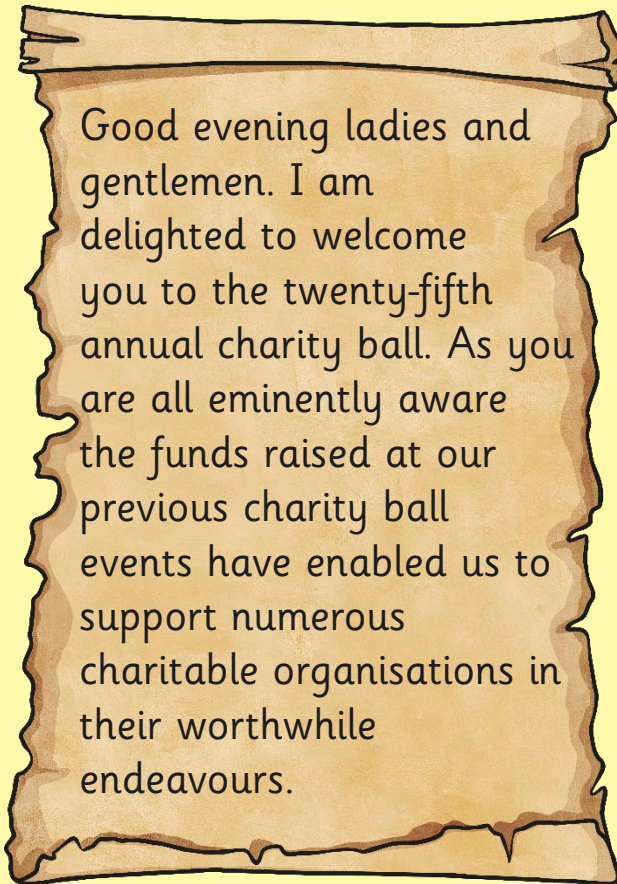 Good evening ladies and
gentlemen. I am
delighted to welcome
you to the twenty-fifth
annual charity ball. As you
are all eminently aware
the funds raised at our
previous charity ball
events have enabled us to
support numerous
charitable organisations in
their worthwhile
endeavours.